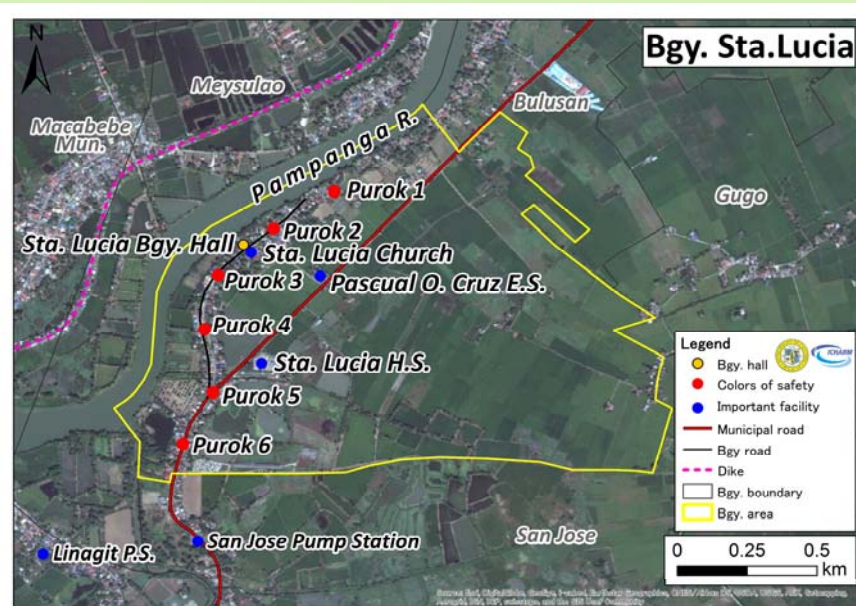 Bgy. Sta.Lucia
N
Meysulao
Macabebe
Mun.
Bulusan
Gugo
Pampanga R.
Purok 1
Purok 2
Sta. Lucia Bgy. Hall
Sta. Lucia Church
Purok 3
Pascual O. Cruz E.S.
Purok 4
Sta. Lucia H.S.
Purok 5
Purok 6
San Jose
San Jose Pump Station
Linagit P.S.
Legend
ICHARM
Bgy. hall
Colors of safety
Important facility
Municipal road
Bgy road
Dike
Bgy. boundary
Bgy. area
0 0.25 0.5
km